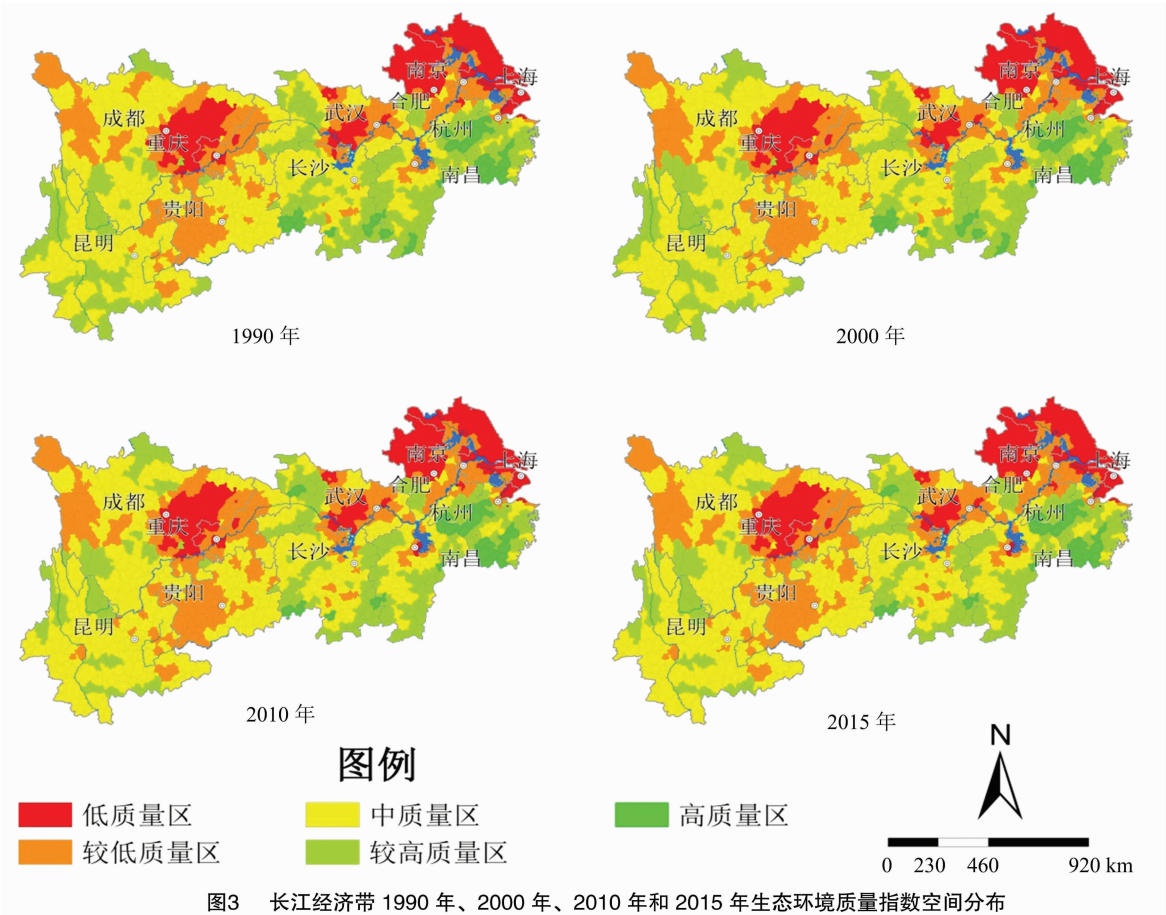 南京
上海
合肥
武汉
成都
杭州
重庆
长沙
南昌
贵阳
昆明
1990 年
南京
上海
合肥
武汉
成都
杭州
重庆
长沙
南昌
贵阳
昆明
2000 年
南京
上海
合肥
武汉
成都
杭州
重庆
长沙
南昌
贵阳
昆明
2010 年
南京
上海
合肥
武汉
成都
杭州
重庆
长沙
南昌
贵阳
昆明
2015 年
图例
N
低质量区 中质量区 高质量区
较低质量区 较高质量区
0 230 460 920 km
图3 长江经济带 1990 年、2000 年、2010 年和 2015 年生态环境质量指数空间分布